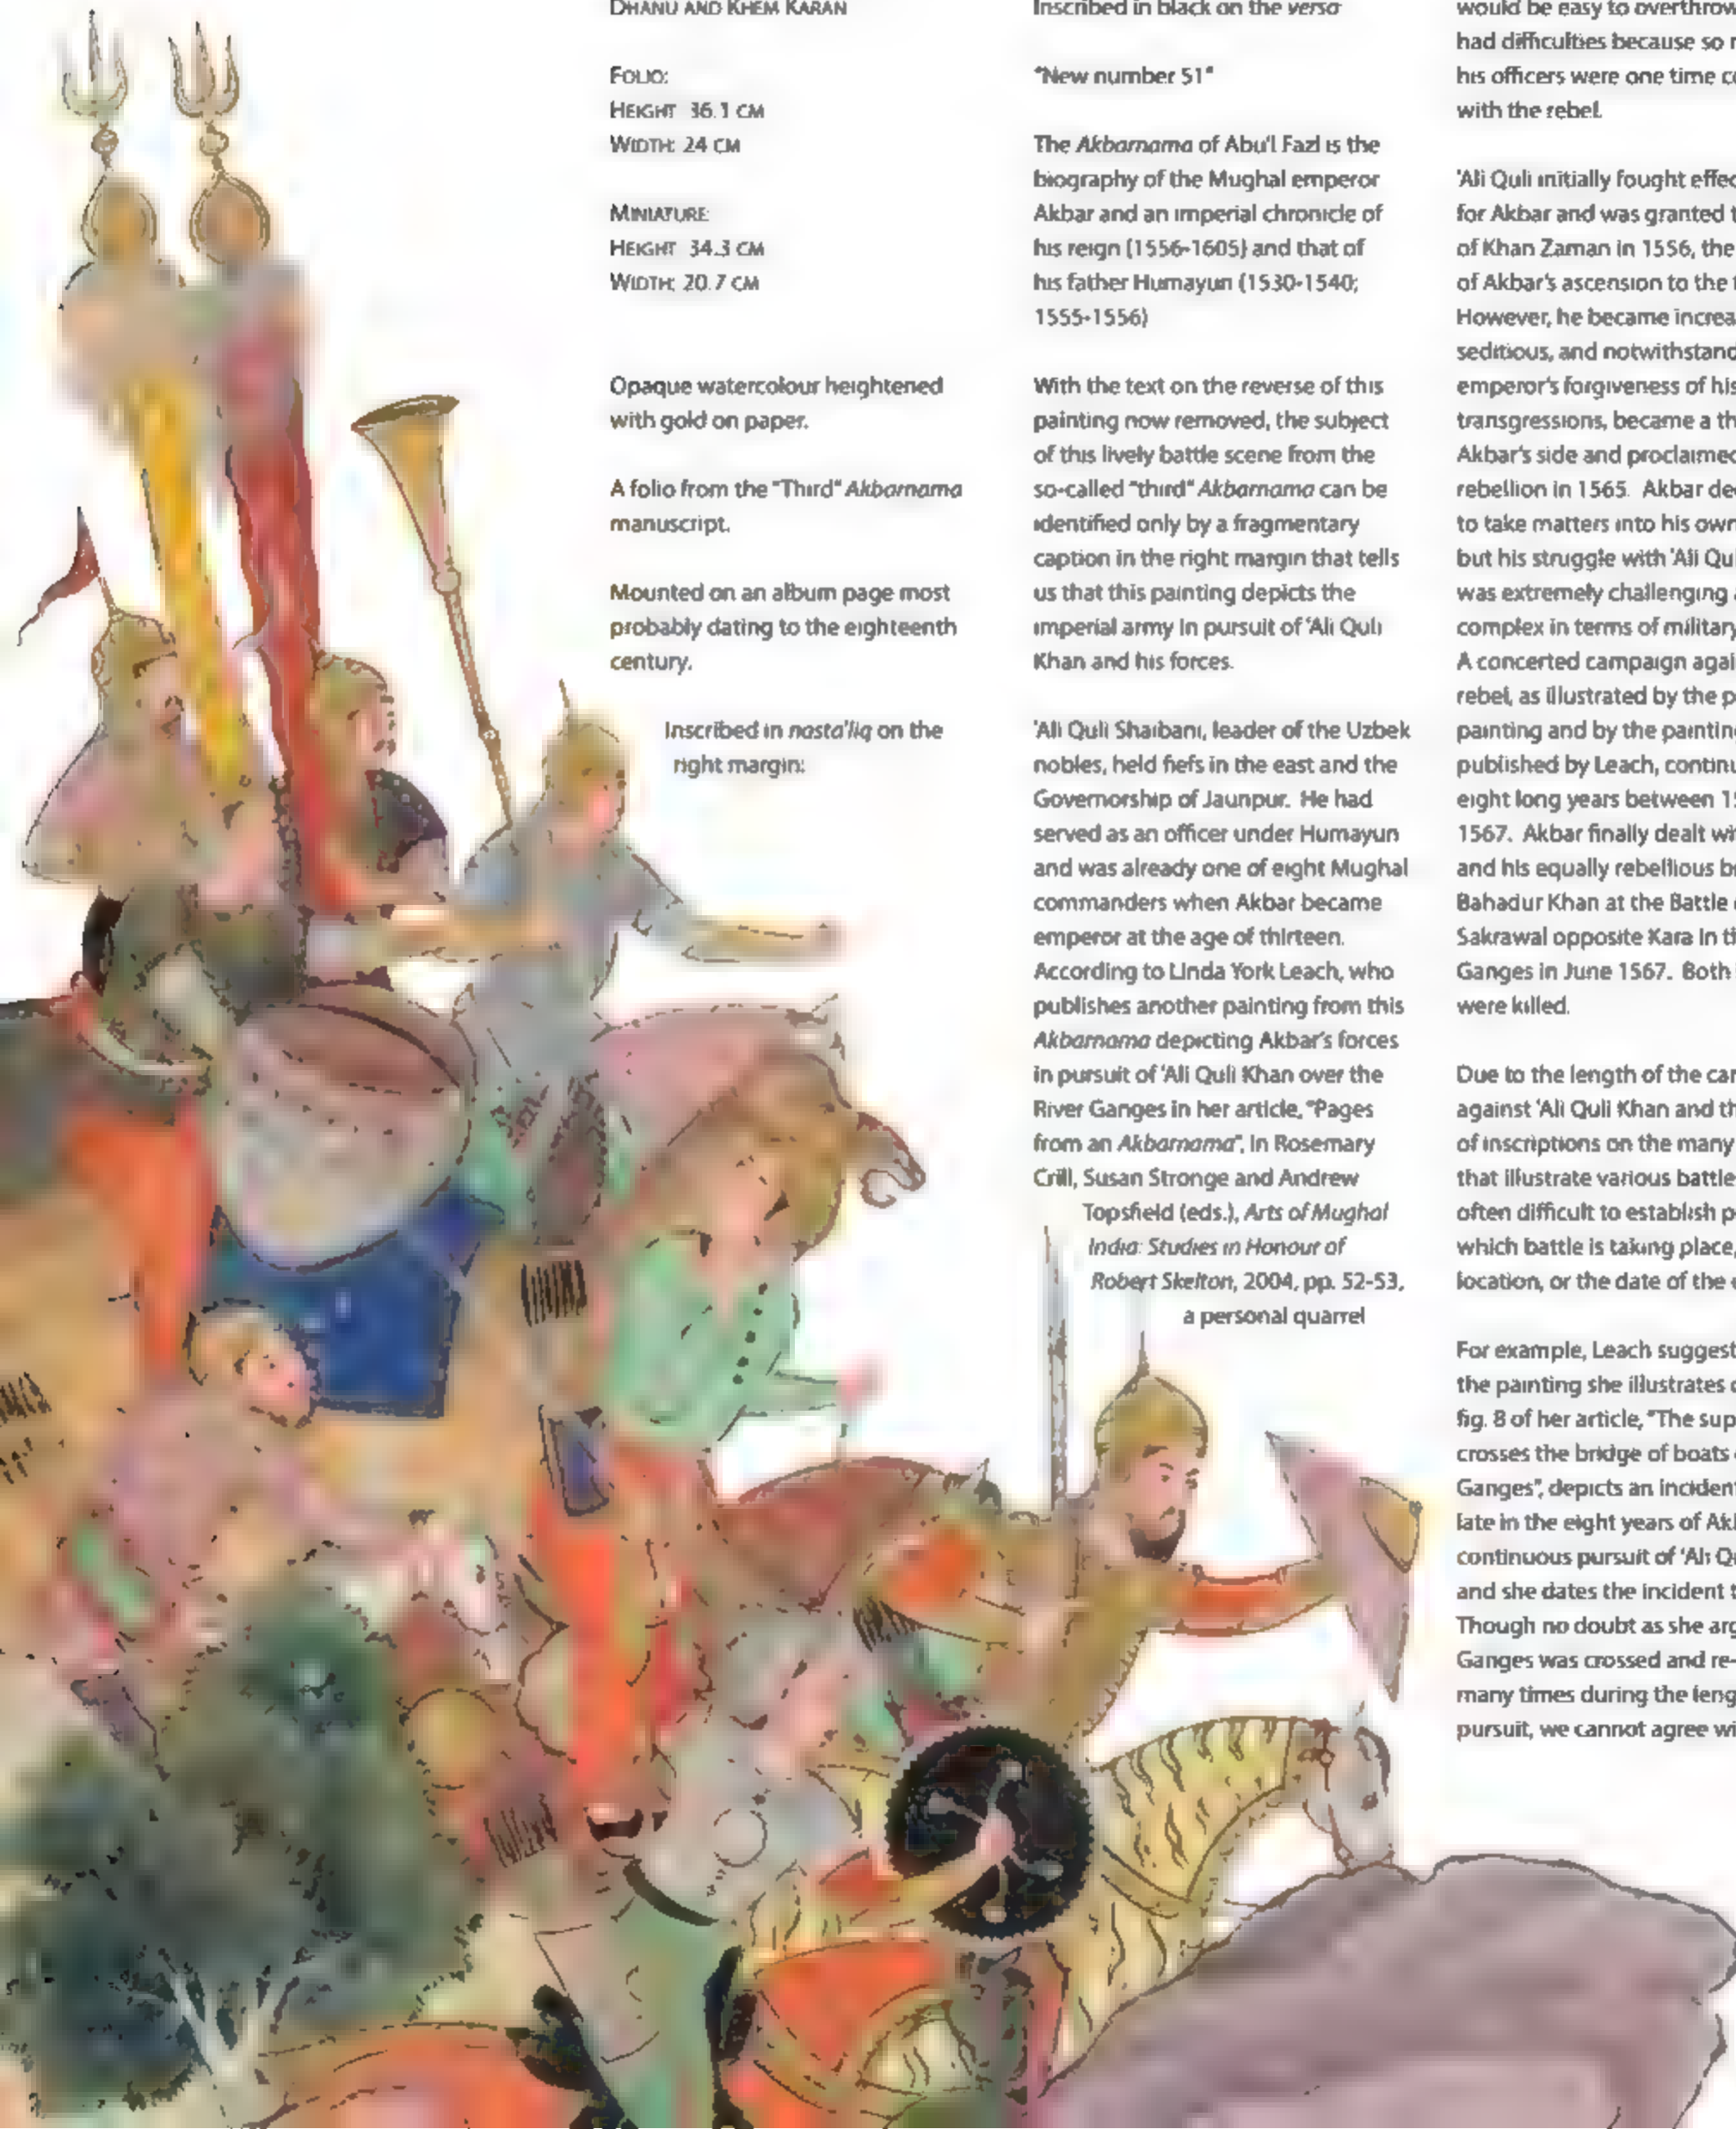 DHANU AND KHEM KARAN
FOLIO:
HEIGHT 36.1 CM
WIDTH: 24 CM
MINIATURE:
HEIGHT 34.3 CM
WIDTH: 20.7 CM
Opaque watercolour heightened
with gold on paper.
A folio from the "Third" Akbarnama
manuscript.
Mounted on an album page most
probably dating to the eighteenth
century.
Inscribed in nasta'liq on the
right margin:
Inscribed in black on the verso
"New number 51"
The Akbarnama of Abu'l Fazl is the
biography of the Mughal emperor
Akbar and an imperial chronicle of
his reign (1556-1605) and that of
his father Humayun (1530-1540;
1555-1556)
With the text on the reverse of this
painting now removed, the subject
of this lively battle scene from the
so-called "third" Akbarnama can be
identified only by a fragmentary
caption in the right margin that tells
us that this painting depicts the
imperial army in pursuit of 'Ali Quli
Khan and his forces.
'Ali Quli Shaibani, leader of the Uzbek
nobles, held fiefs in the east and the
Governorship of Jaunpur. He had
served as an officer under Humayun
and was already one of eight Mughal
commanders when Akbar became
emperor at the age of thirteen.
According to Linda York Leach, who
publishes another painting from this
Akbarnama depicting Akbar's forces
in pursuit of 'Ali Quli Khan over the
River Ganges in her article, "Pages
from an Akbarnama", in Rosemary
Crill, Susan Stronge and Andrew
Topsfield (eds.), Arts of Mughal
India: Studies in Honour of
Robert Skelton, 2004, pp. 52-53,
a personal quarrel
would be easy to overthrow
had difficulties because so
his officers were one time
with the rebel.
'Ali Quli initially fought
for Akbar and was granted
of Khan Zaman in 1556, the
of Akbar's ascension to the
However, he became
seditious, and
emperor's forgiveness of his
transgressions, became a
Akbar's side and proclaimed
rebellion in 1565. Akbar
to take matters into his own
but his struggle with 'Ali
was extremely challenging
complex in terms of military
A concerted campaign
rebel, as illustrated by the
painting and by the
published by Leach,
eight long years between
1567. Akbar finally dealt
and his equally rebellious
Bahadur Khan at the Battle
Sakrawal opposite Kara in
Ganges in June 1567. Both
were killed.
Due to the length of the
against 'Ali Quli Khan and
of inscriptions on the many
that illustrate various
often difficult to establish
which battle is taking place,
location, or the date of the
For example, Leach
the painting she illustrates
fig. 8 of her article, "The
crosses the bridge of boats
Ganges", depicts an
late in the eight years of
continuous pursuit of 'Ali
and she dates the incident
Though no doubt as she
Ganges was crossed and
many times during the
pursuit, we cannot agree